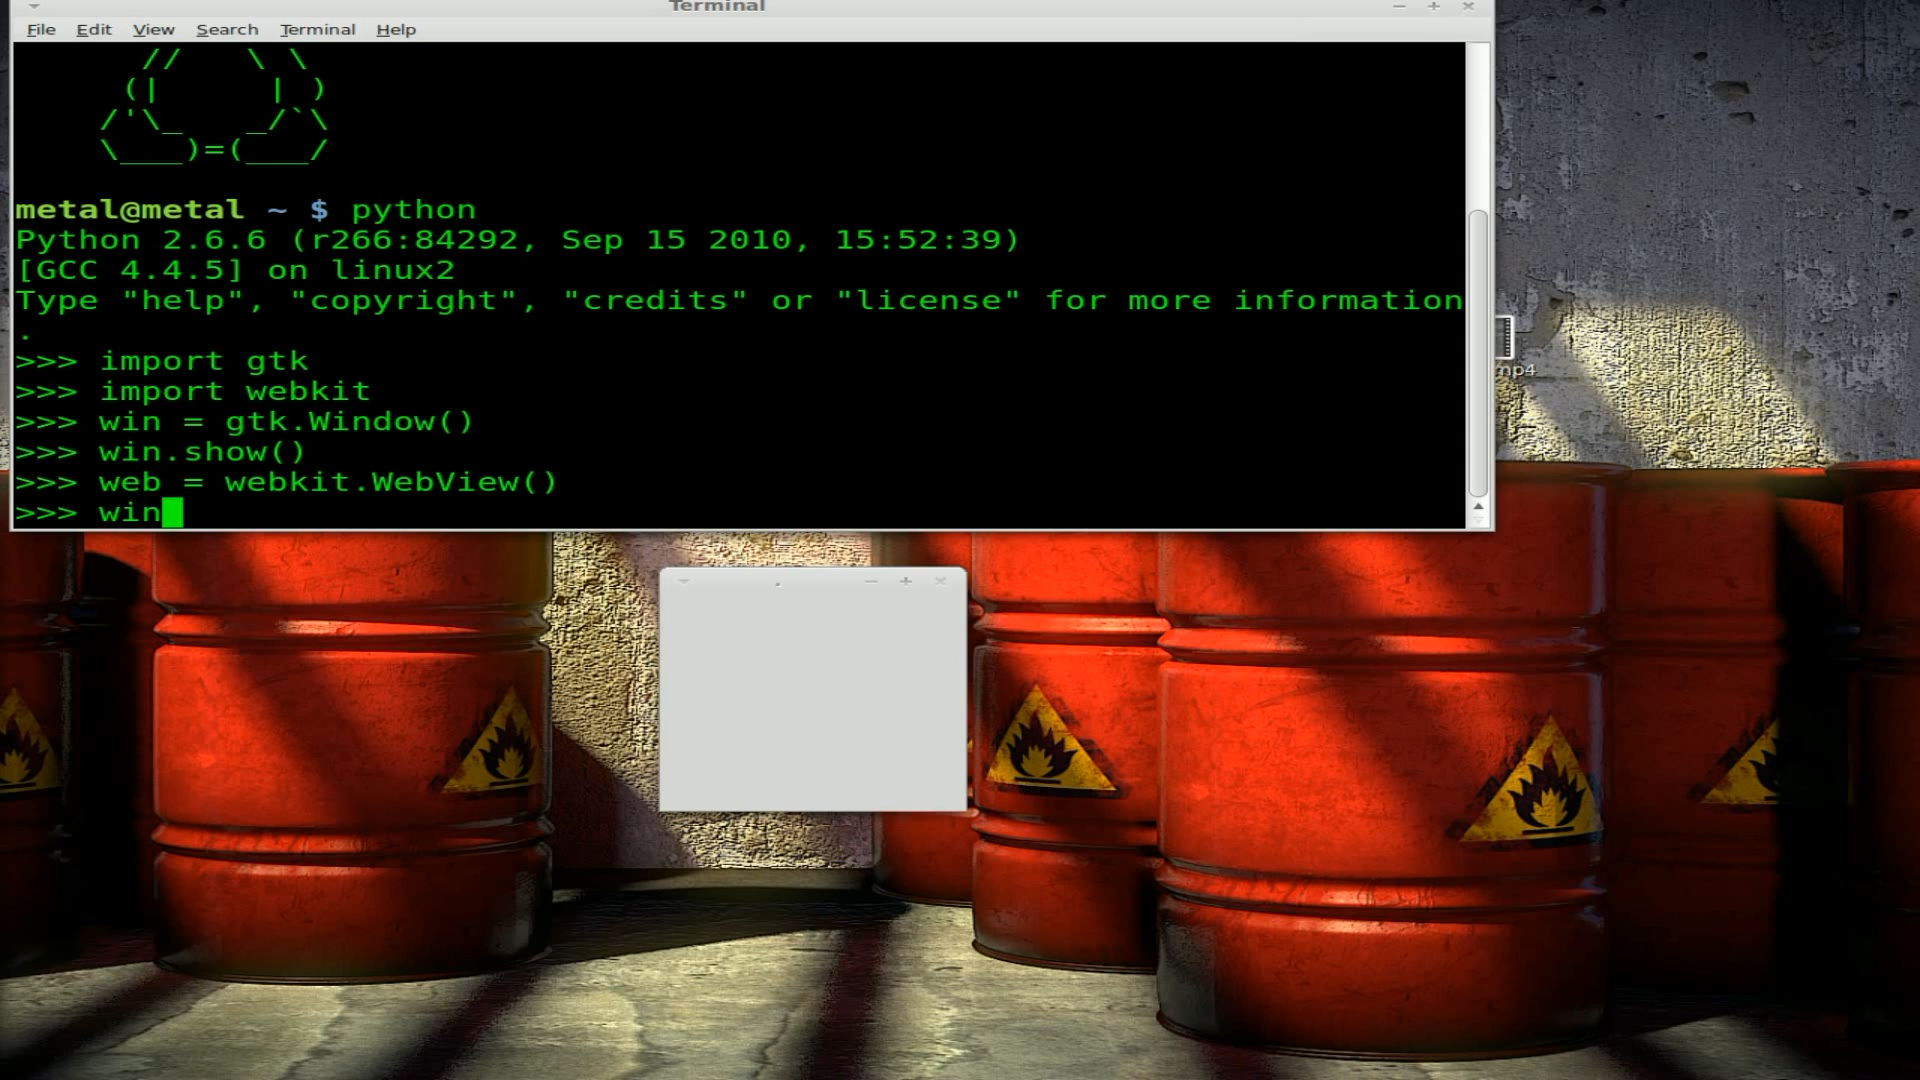 Terminal
File Edit View Search Terminal Help
// \ \
(| | )
/'\_ _/`\
\____)=(____/
metal@metal ~ $ python
Python 2.6.6 (r266:84292, Sep 15 2010, 15:52:39)
[GCC 4.4.5] on linux2
Type "help", "copyright", "credits" or "license" for more information
.
>>> import gtk
>>> import webkit
>>> win = gtk.Window()
>>> win.show()
>>> web = webkit.WebView()
>>> win
mp4